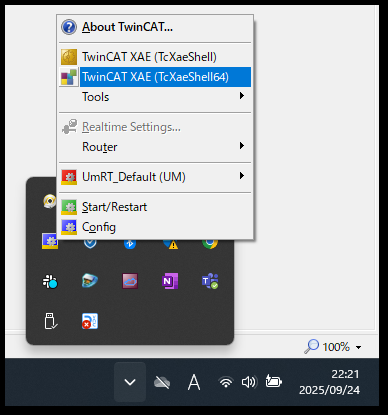 About TwinCAT...
TwinCAT XAE (TcXaeShell)
TwinCAT XAE (TcXaeShell64)
Tools
Realtime Settings...
Router
UmRT_Default (UM)
Start/Restart
Config
100%
A
22:21
2025/09/24